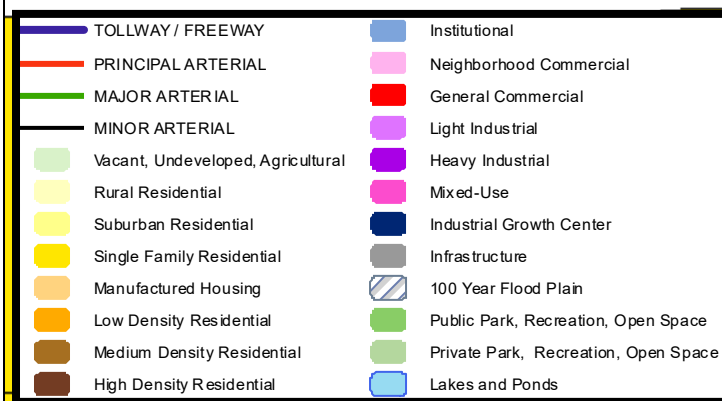 TOLLWAY / FREEWAY
PRINCIPAL ARTERIAL
MAJOR ARTERIAL
MINOR ARTERIAL
Vacant, Undeveloped, Agricultural
Rural Residential
Suburban Residential
Single Family Residential
Manufactured Housing
Low Density Residential
Medium Density Residential
High Density Residential
Institutional
Neighborhood Commercial
General Commercial
Light Industrial
Heavy Industrial
Mixed-Use
Industrial Growth Center
Infrastructure
100 Year Flood Plain
Public Park, Recreation, Open Space
Private Park, Recreation, Open Space
Lakes and Ponds